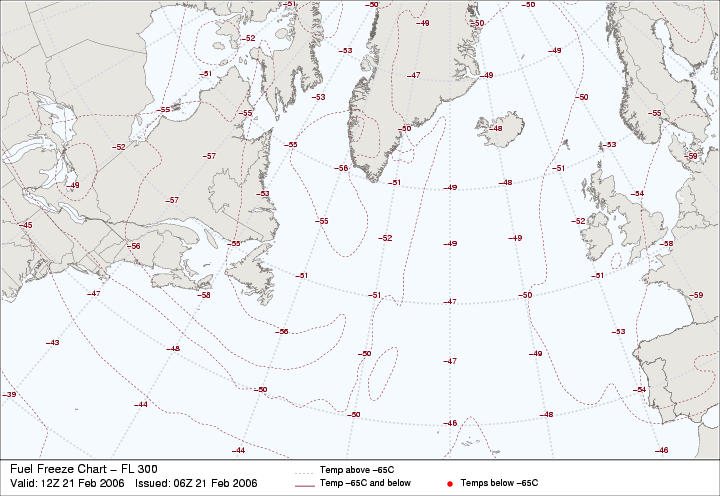 -51 -50 -49 -50 -50
-52 -53 -49
-51 -47 -49
-53 -50
-55 -55 -50 -48 -55
-52 -57 -55 -56 -51 -53 -59
-49 -57 -53 -51 -49 -48 -54
-45 -56 -55 -55 -52 -49 -49 -52 -58
-47 -58 -51 -51 -47 -50 -51 -59
-43 -48 -56 -50 -47 -49 -53
-39 -44 -50 -50 -46 -48 -54
-44 -46
Fuel Freeze Chart – FL 300
Valid: 12Z 21 Feb 2006 Issued: 06Z 21 Feb 2006
Temp above -65C
Temp -65C and below
Temps below -65C